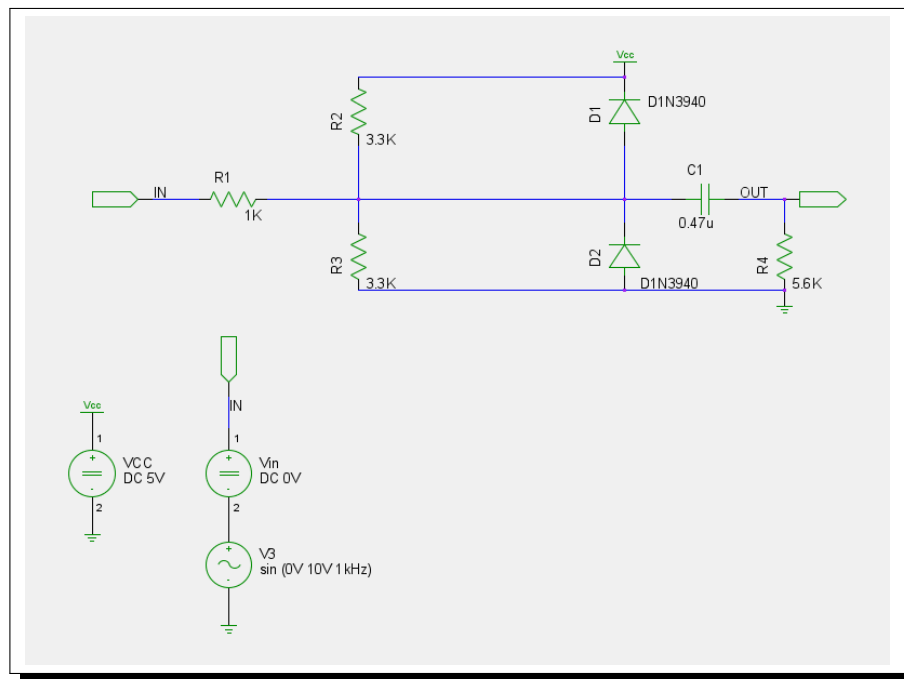 Vcc
D1N3940
D1
R2
3.3K
R1
C1
IN
OUT
1K
0.47u
R3
D2
R4
3.3K
D1N3940
5.6K
IN
Vcc
1
1
VCC
DC 5V
Vin
DC 0V
2
2
V3
sin (0V 10V 1kHz)